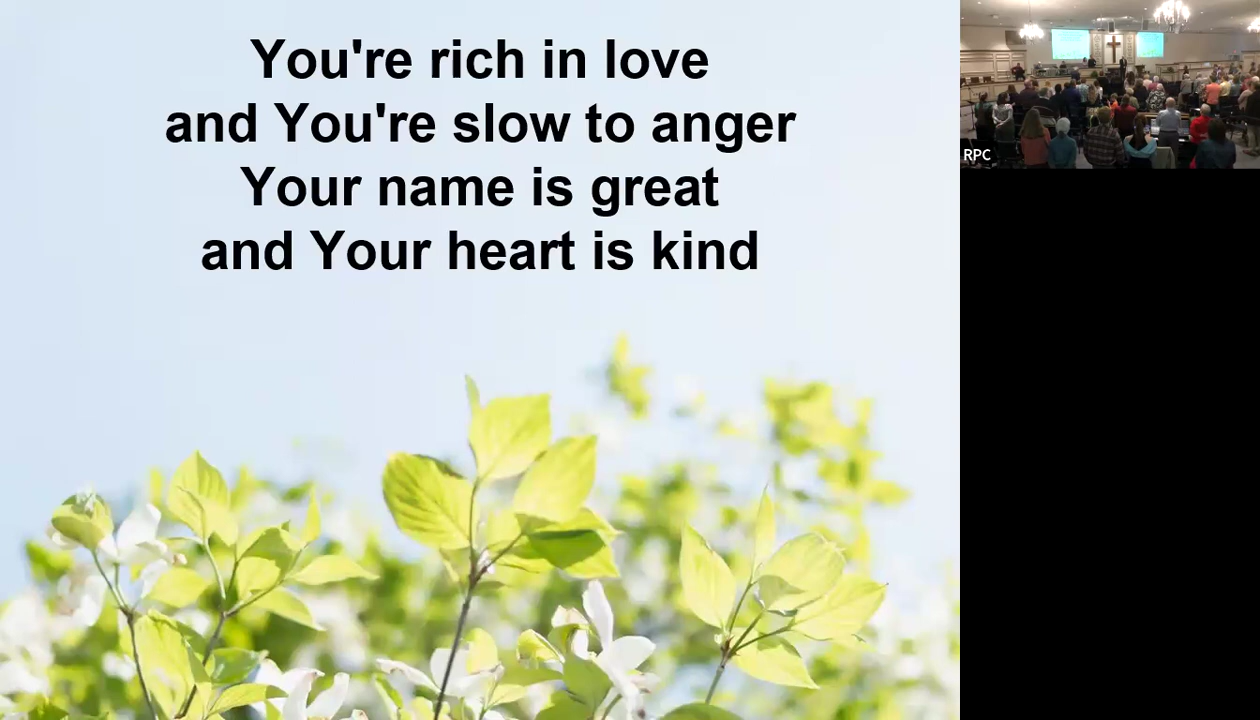 You're rich in love
and You're slow to anger
Your name is great
and Your heart is kind
RPC